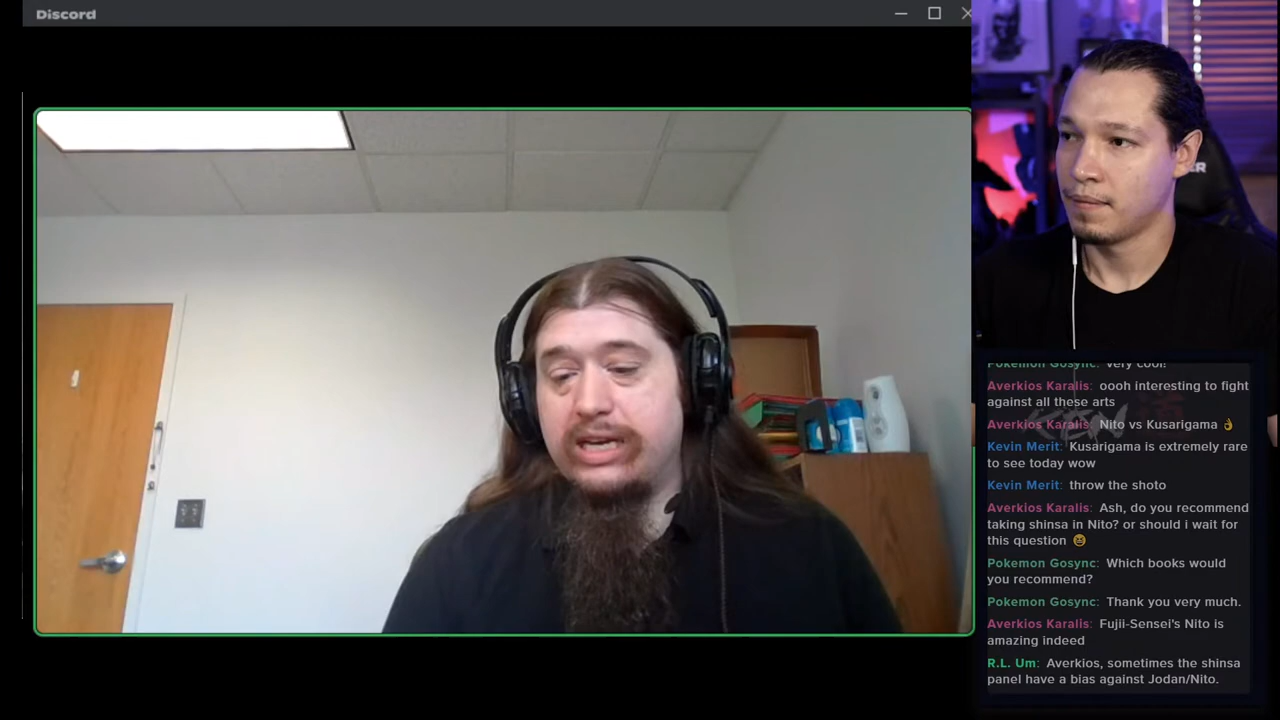 Discord
Pokemon Gosync: Very cool!
Averkios Karalis: oooh interesting to fight
against all these arts
Averkios Karalis: Nito vs Kusarigama 👌
Kevin Merit: Kusarigama is extremely rare
to see today wow
Kevin Merit: throw the shoto
Averkios Karalis: Ash, do you recommend
taking shinsa in Nito? or should i wait for
this question 😆
Pokemon Gosync: Which books would
you recommend?
Pokemon Gosync: Thank you very much.
Averkios Karalis: Fujii-Sensei's Nito is
amazing indeed
R.L. Um: Averkios, sometimes the shinsa
panel have a bias against Jodan/Nito.